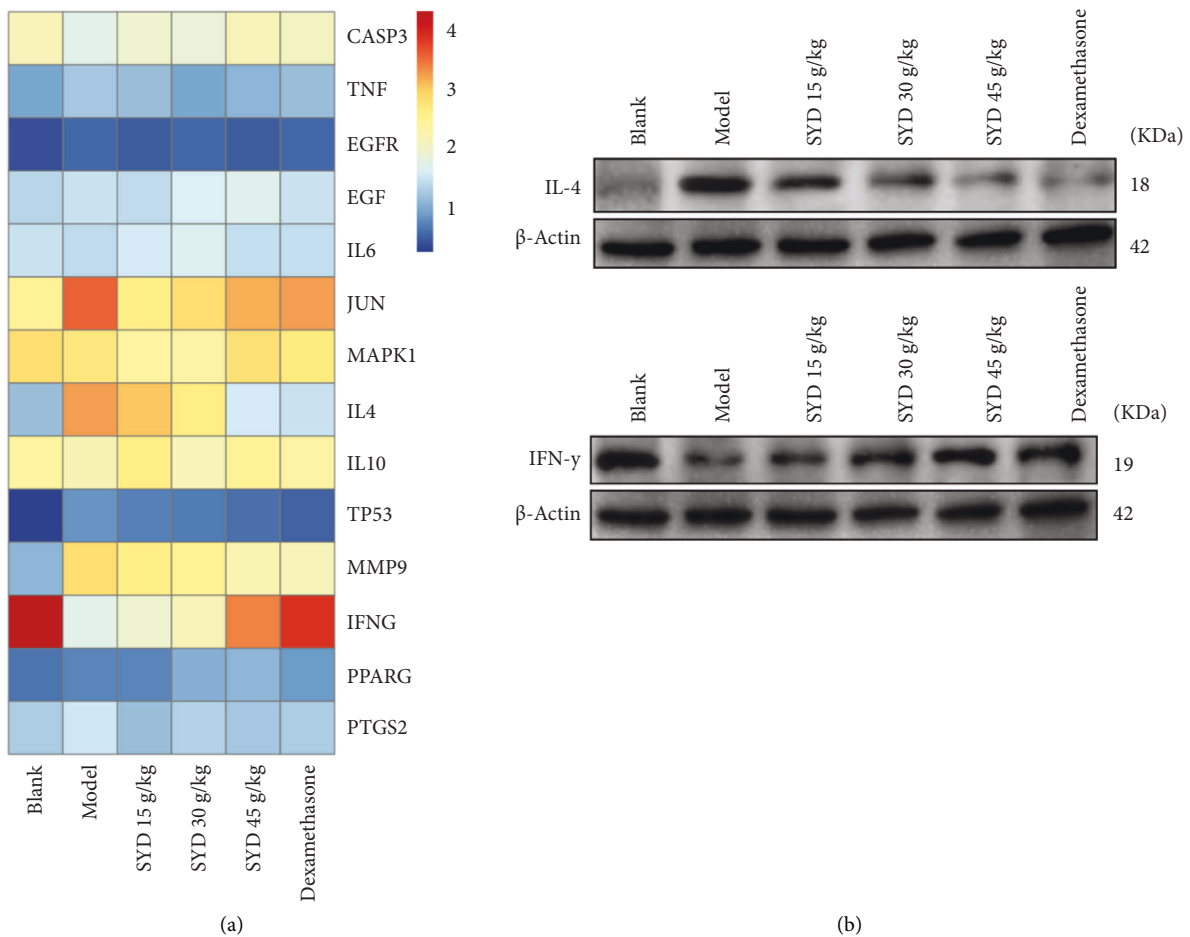 CASP3
TNF
EGFR
EGF
IL6
JUN
MAPK1
IL4
IL10
TP53
MMP9
IFNG
PPARG
PTGS2
4
3
2
1
Blank
Model
SYD 15 g/kg
SYD 30 g/kg
SYD 45 g/kg
Dexamethasone
(a)
Blank
Model
SYD 15 g/kg
SYD 30 g/kg
SYD 45 g/kg
Dexamethasone
(KDa)
IL-4
18
β-Actin
42
Blank
Model
SYD 15 g/kg
SYD 30 g/kg
SYD 45 g/kg
Dexamethasone
(KDa)
IFN-y
19
β-Actin
42
(b)